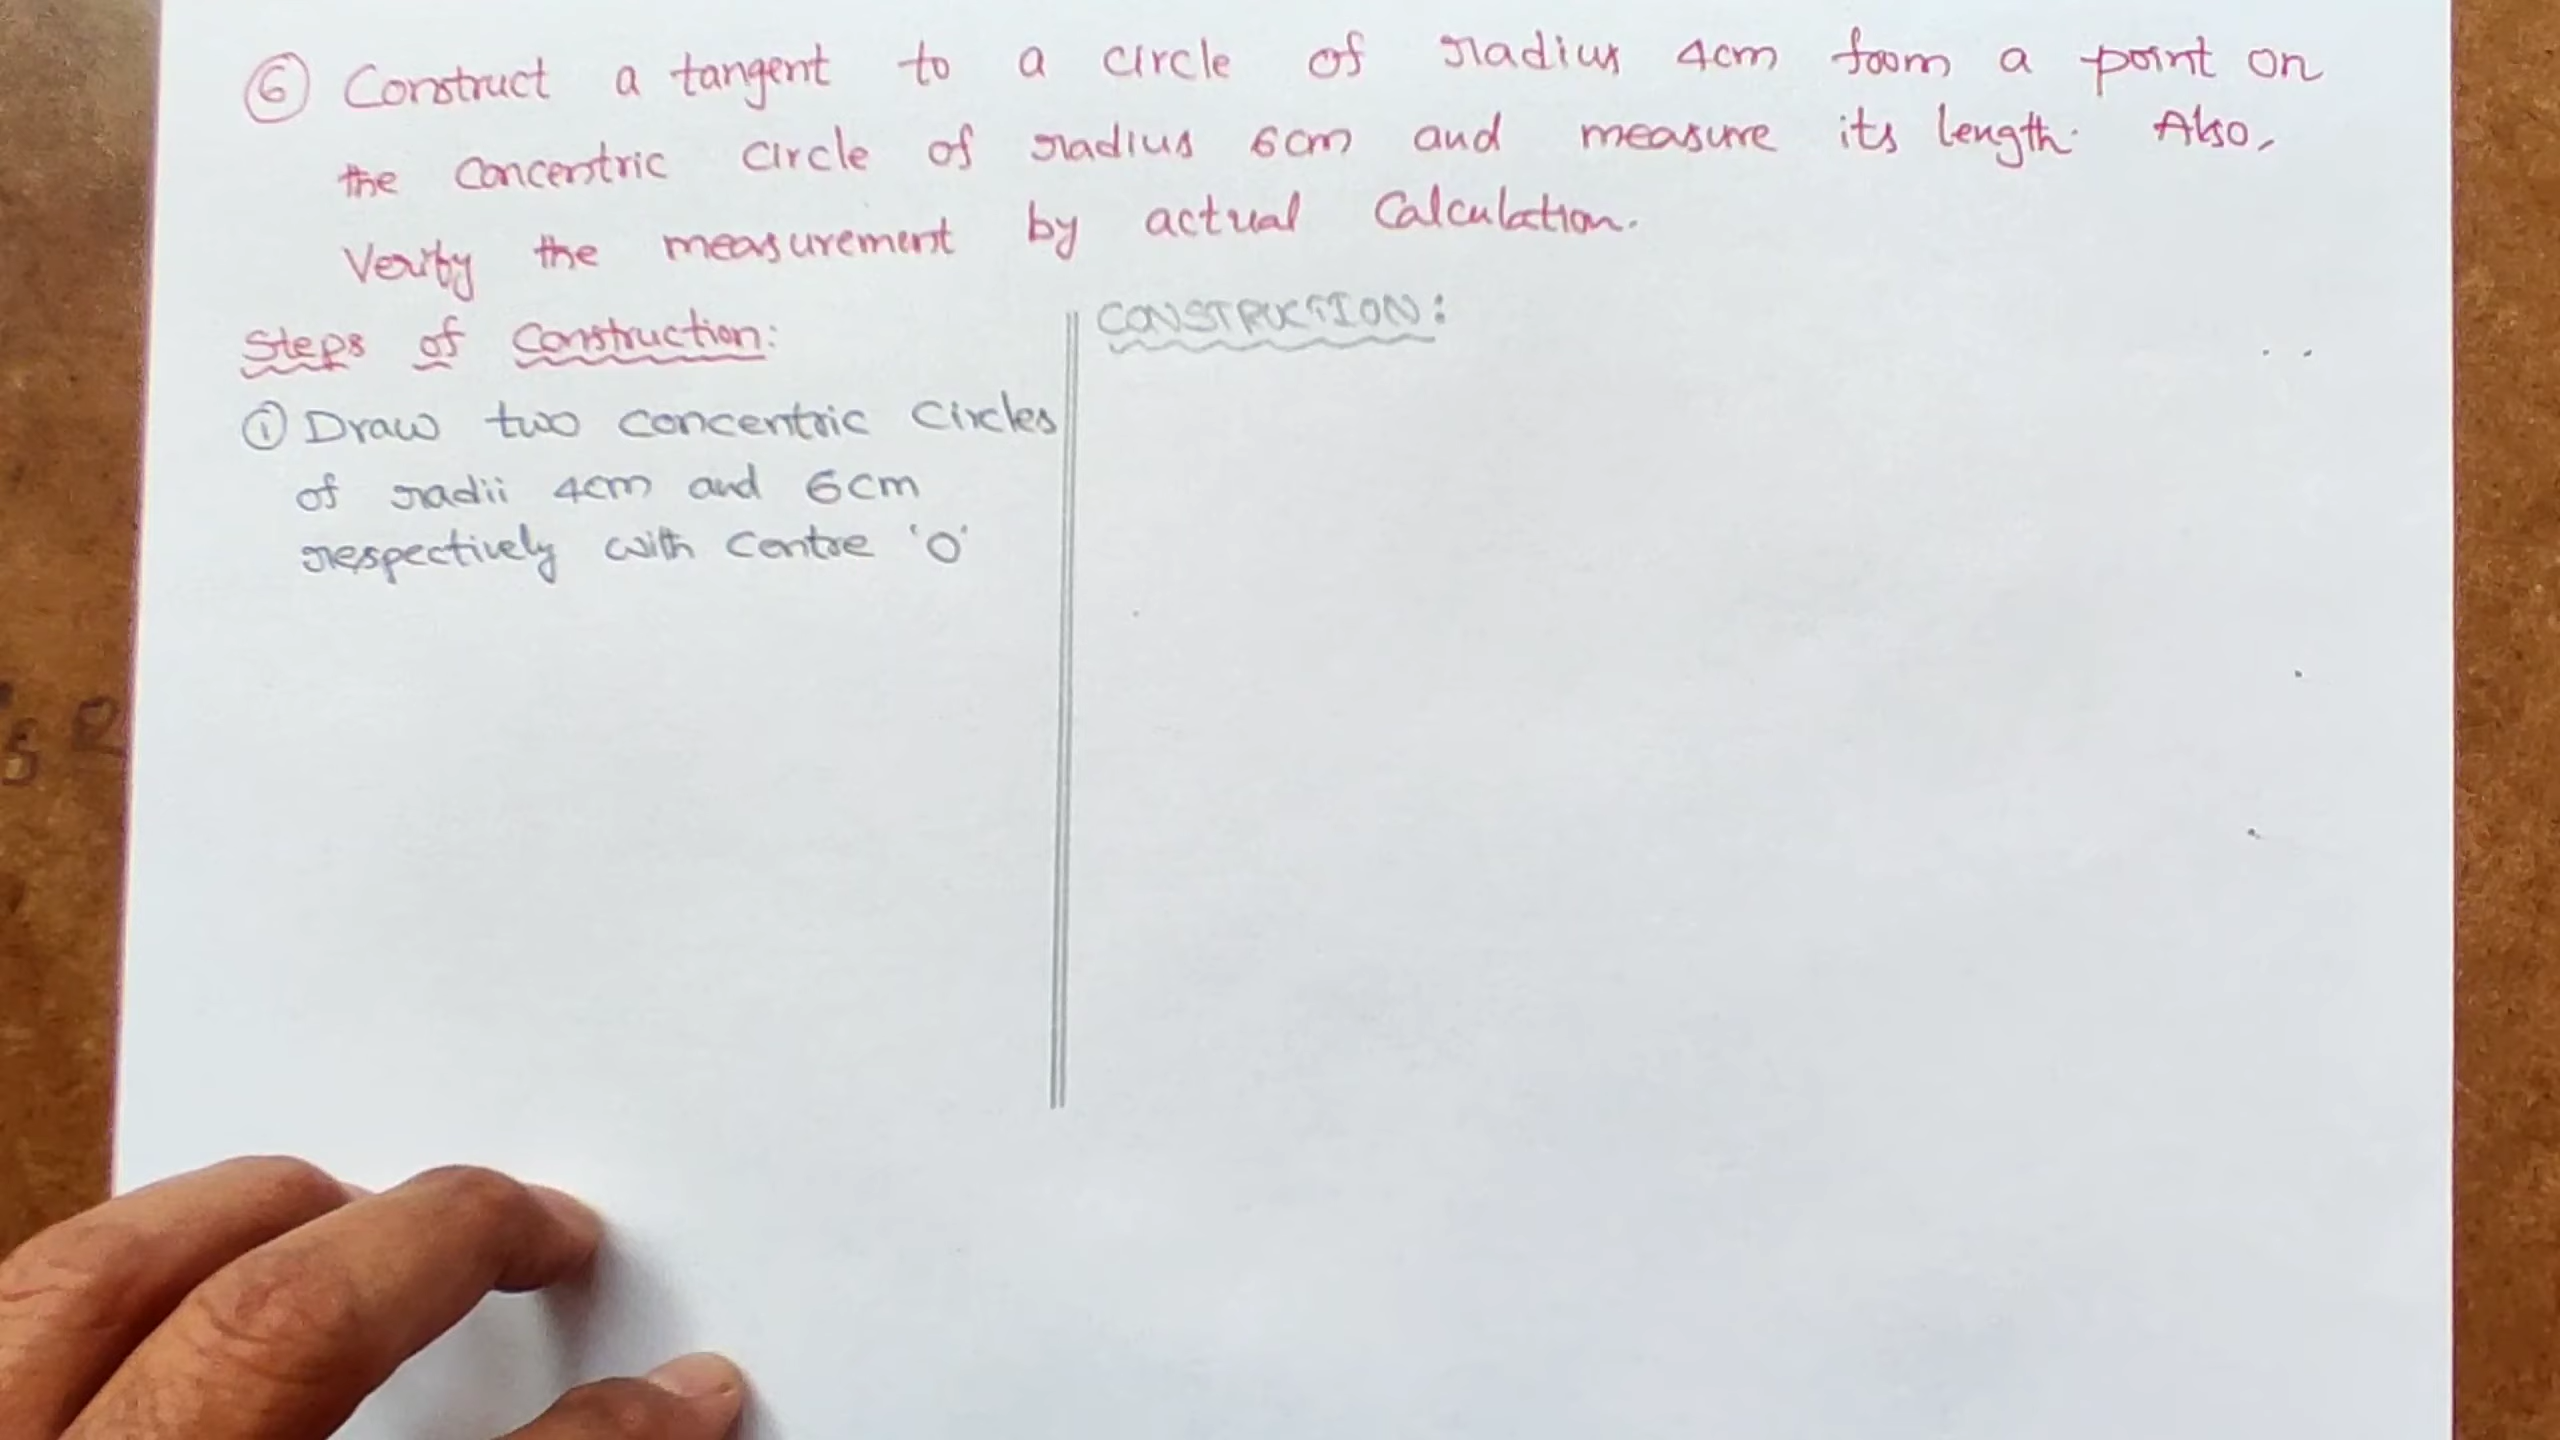 6 Construct a tangent to a circle of radius 4cm from a point on
the concentric circle of radius 6cm and measure its length. Also,
Verify the measurement by actual Calculation.
Steps of Construction:
CONSTRUCTION:
1 Draw two concentric Circles
of radii 4cm and 6cm
respectively with centre 'O'